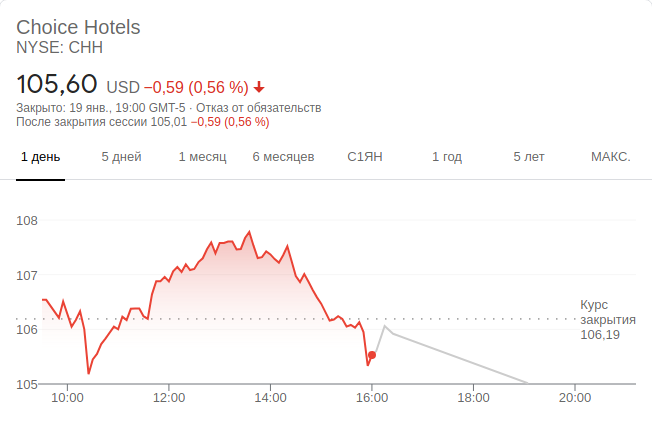 Choice Hotels
NYSE: CHH
105,60 USD −0,59 (0,56 %)
Закрыто: 19 янв., 19:00 GMT-5 · Отказ от обязательств
После закрытия сессии 105,01 −0,59 (0,56 %)
1 день 5 дней 1 месяц 6 месяцев С1ЯН 1 год 5 лет МАКС.
108
107
Курс
закрытия
106,19
106
105
10:00 12:00 14:00 16:00 18:00 20:00